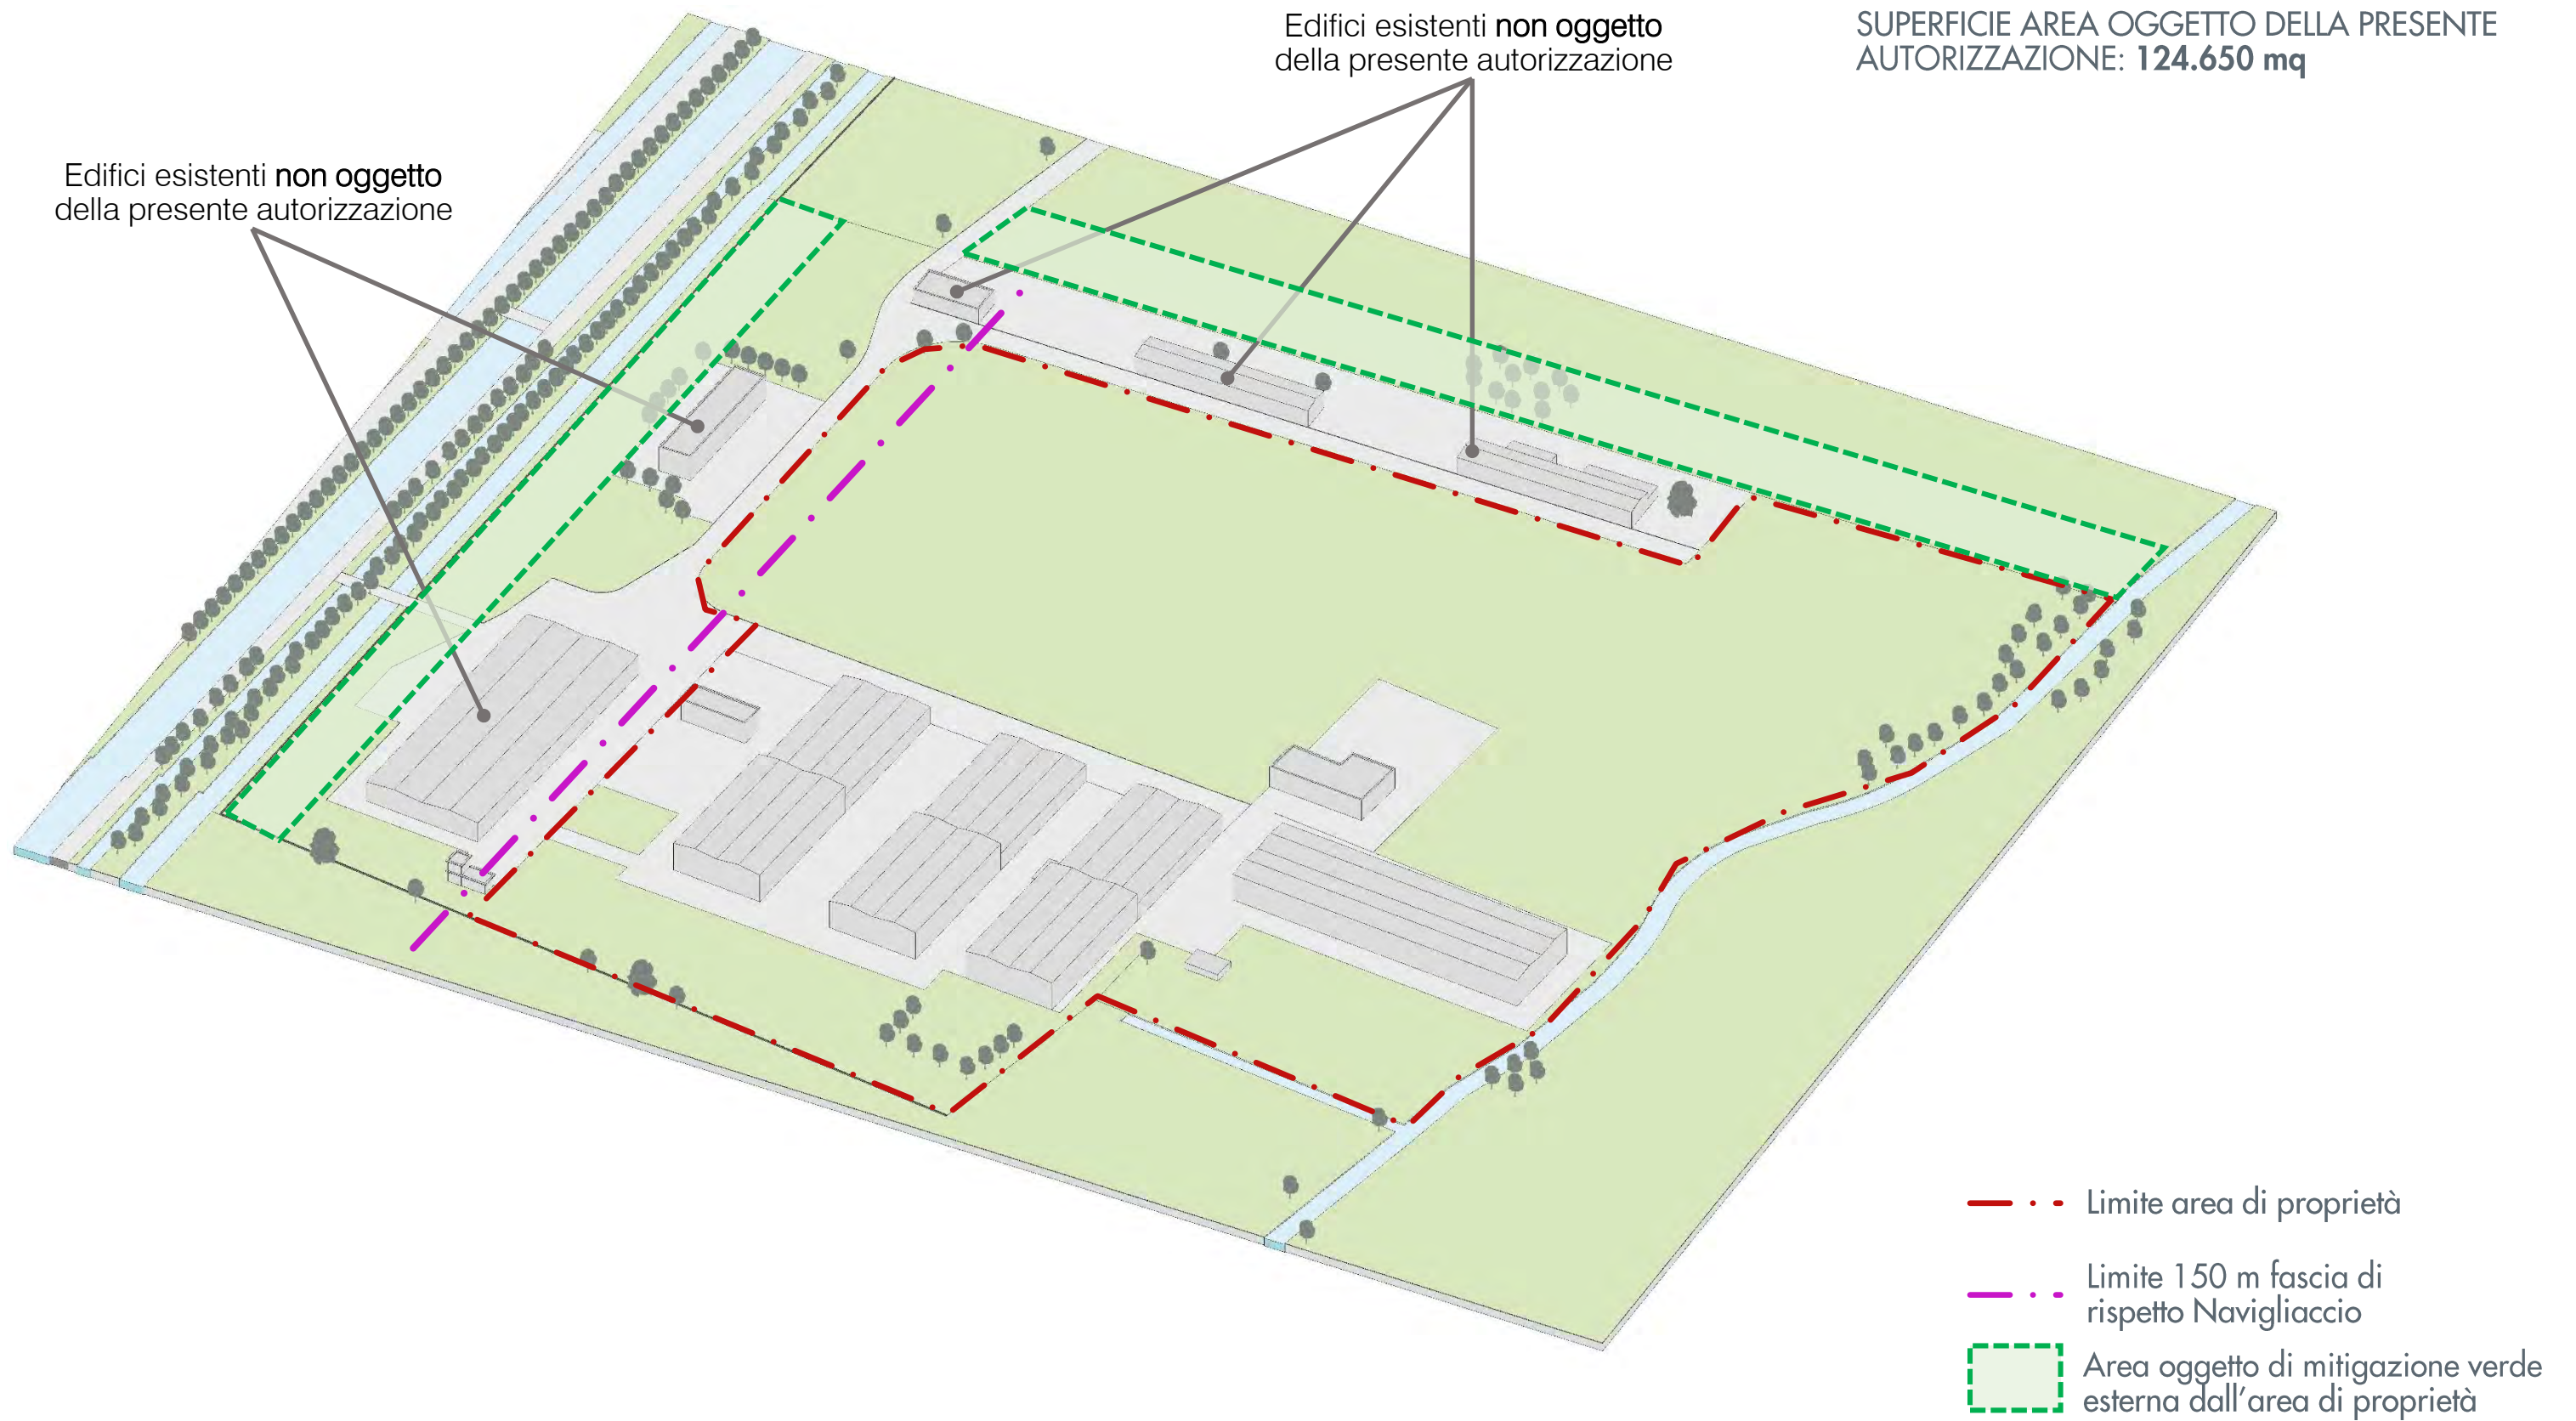 Edifici esistenti non oggetto
della presente autorizzazione
SUPERFICIE AREA OGGETTO DELLA PRESENTE
AUTORIZZAZIONE: 124.650 mq
Edifici esistenti non oggetto
della presente autorizzazione
Limite area di proprietà
Limite 150 m fascia di
rispetto Navigliaccio
Area oggetto di mitigazione verde
esterna dall'area di proprietà